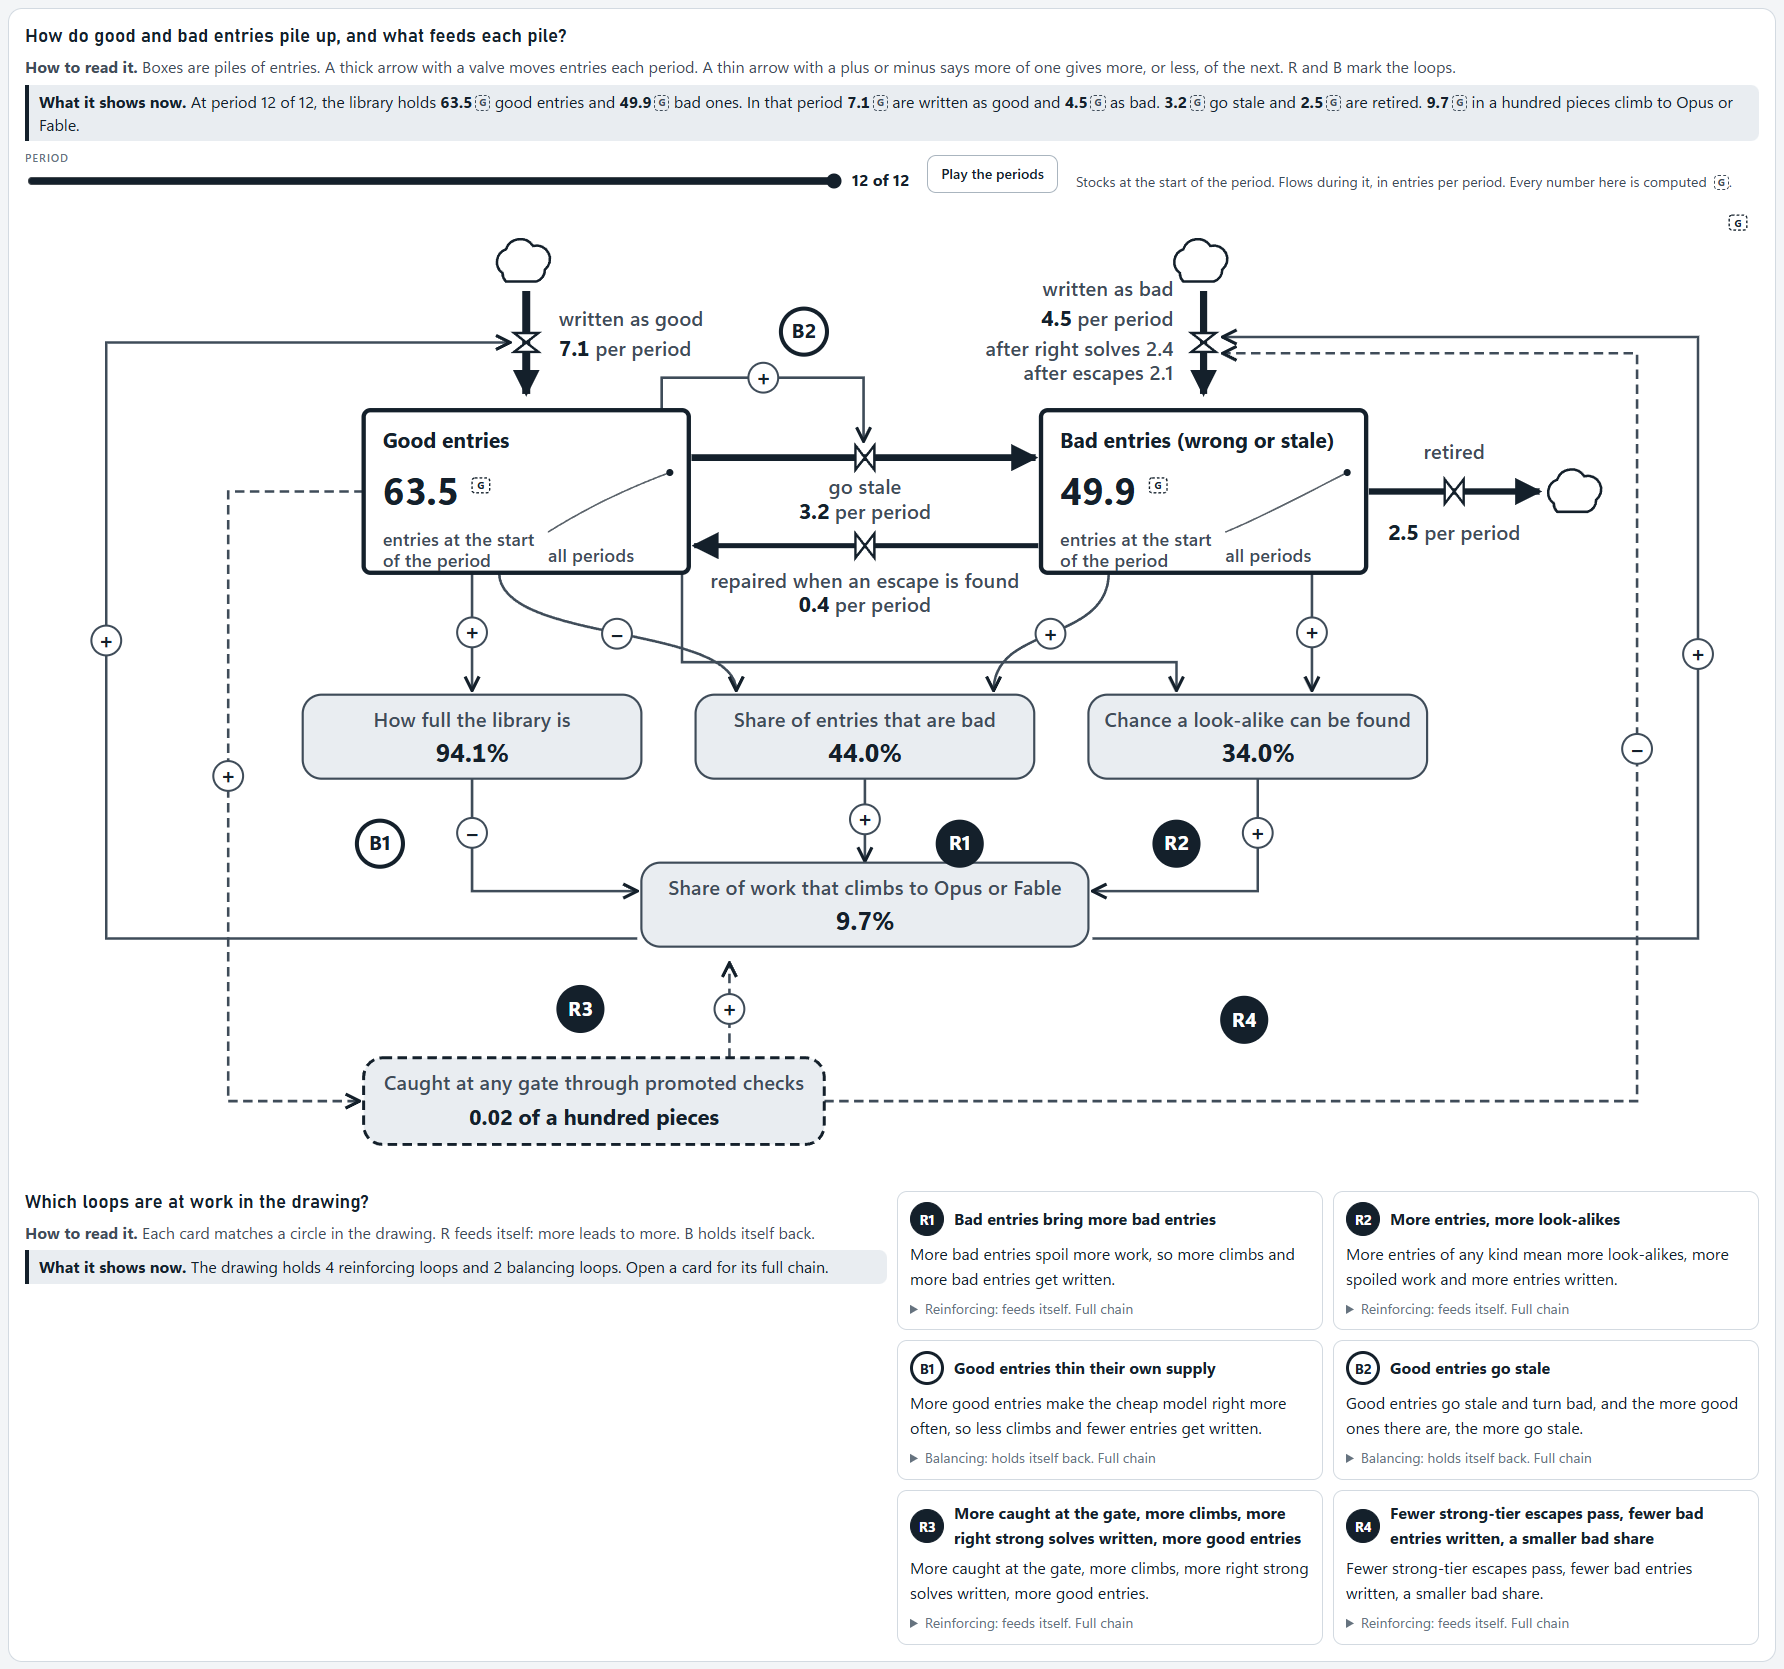 How do good and bad entries pile up, and what feeds each pile?
How to read it. Boxes are piles of entries. A thick arrow with a valve moves entries each period. A thin arrow with a plus or minus says more of one gives more, or less, of the next. R and B mark the loops.
What it shows now. At period 12 of 12, the library holds 63.5 G good entries and 49.9 G bad ones. In that period 7.1 G are written as good and 4.5 G as bad. 3.2 G go stale and 2.5 G are retired. 9.7 G in a hundred pieces climb to Opus or
Fable.
PERIOD
12 of 12
Play the periods
Stocks at the start of the period. Flows during it, in entries per period. Every number here is computed G.
G
written as good
7.1 per period
B2
written as bad
4.5 per period
after right solves 2.4
after escapes 2.1
+
Good entries
63.5 G
entries at the start
of the period
all periods
go stale
3.2 per period
repaired when an escape is found
0.4 per period
Bad entries (wrong or stale)
49.9 G
entries at the start
of the period
all periods
retired
2.5 per period
+
+
−
+
+
+
How full the library is
94.1%
Share of entries that are bad
44.0%
Chance a look-alike can be found
34.0%
+
−
B1
−
+
R1
R2
+
Share of work that climbs to Opus or Fable
9.7%
R3
+
R4
Caught at any gate through promoted checks
0.02 of a hundred pieces
Which loops are at work in the drawing?
How to read it. Each card matches a circle in the drawing. R feeds itself: more leads to more. B holds itself back.
What it shows now. The drawing holds 4 reinforcing loops and 2 balancing loops. Open a card for its full chain.
R1 Bad entries bring more bad entries
More bad entries spoil more work, so more climbs and
more bad entries get written.
Reinforcing: feeds itself. Full chain
R2 More entries, more look-alikes
More entries of any kind mean more look-alikes, more
spoiled work and more entries written.
Reinforcing: feeds itself. Full chain
B1 Good entries thin their own supply
More good entries make the cheap model right more
often, so less climbs and fewer entries get written.
Balancing: holds itself back. Full chain
B2 Good entries go stale
Good entries go stale and turn bad, and the more good
ones there are, the more go stale.
Balancing: holds itself back. Full chain
R3 More caught at the gate, more climbs, more
right strong solves written, more good entries
More caught at the gate, more climbs, more right strong
solves written, more good entries.
Reinforcing: feeds itself. Full chain
R4 Fewer strong-tier escapes pass, fewer bad
entries written, a smaller bad share
Fewer strong-tier escapes pass, fewer bad entries
written, a smaller bad share.
Reinforcing: feeds itself. Full chain